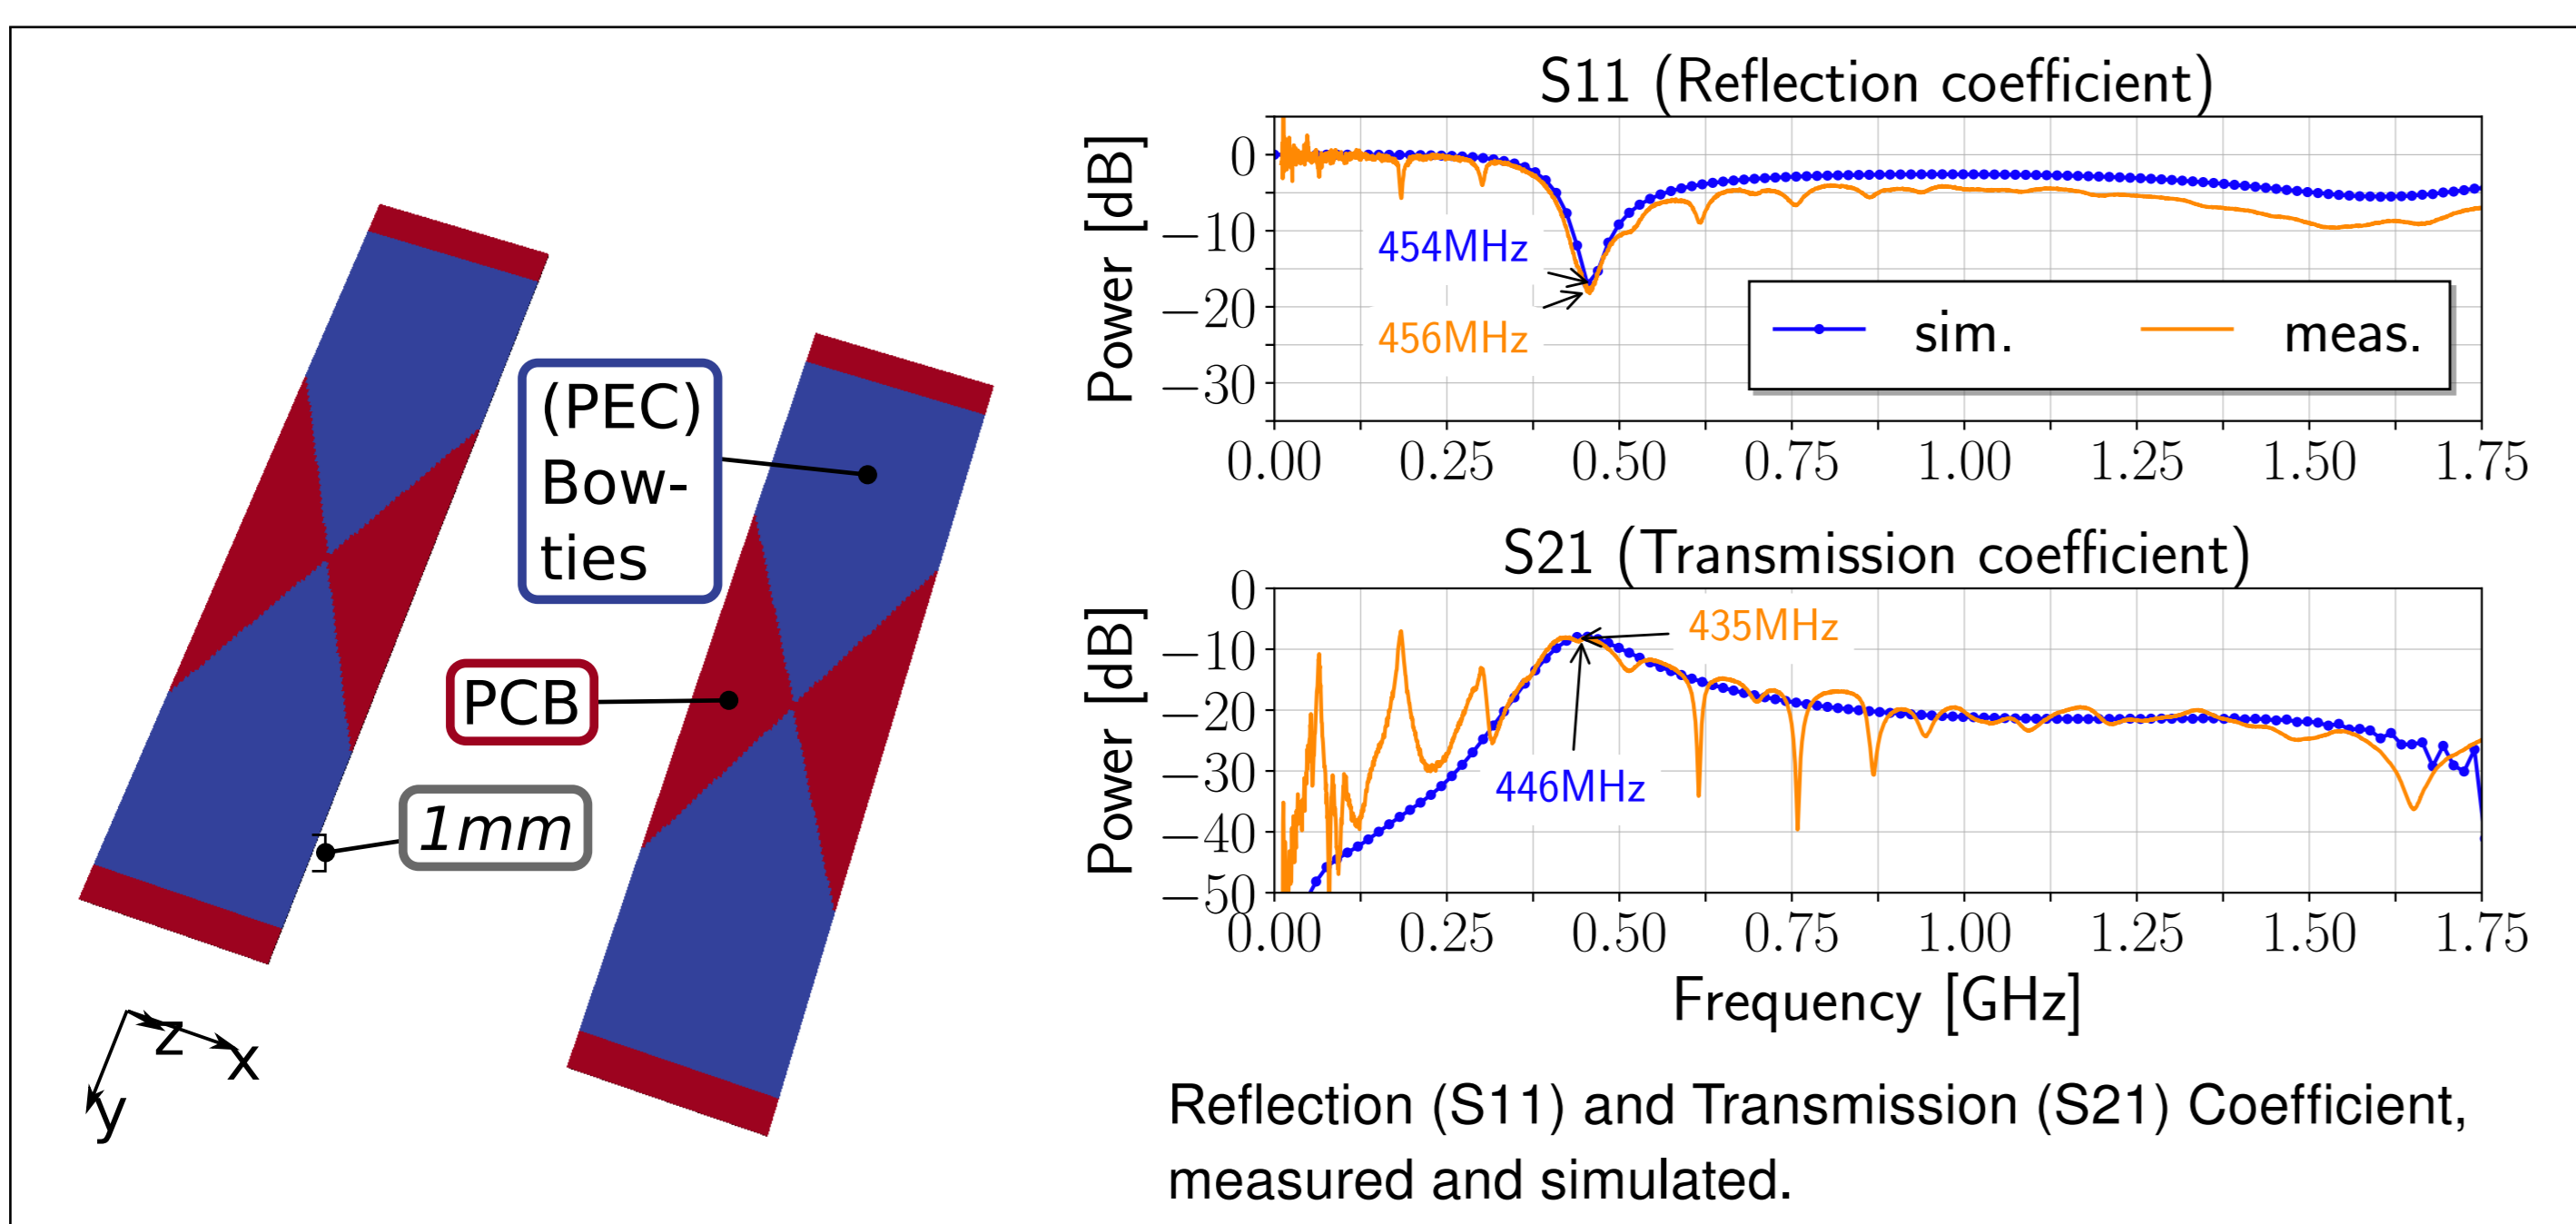 (PEC)
Bow-
ties
PCB
1mm
z
x
y
S11 (Reflection coefficient)
Power [dB]
0
−10
−20
−30
454MHz
456MHz
sim.
meas.
0.00 0.25 0.50 0.75 1.00 1.25 1.50 1.75
S21 (Transmission coefficient)
Power [dB]
0
−10
−20
−30
−40
−50
435MHz
446MHz
0.00 0.25 0.50 0.75 1.00 1.25 1.50 1.75
Frequency [GHz]
Reflection (S11) and Transmission (S21) Coefficient,
measured and simulated.